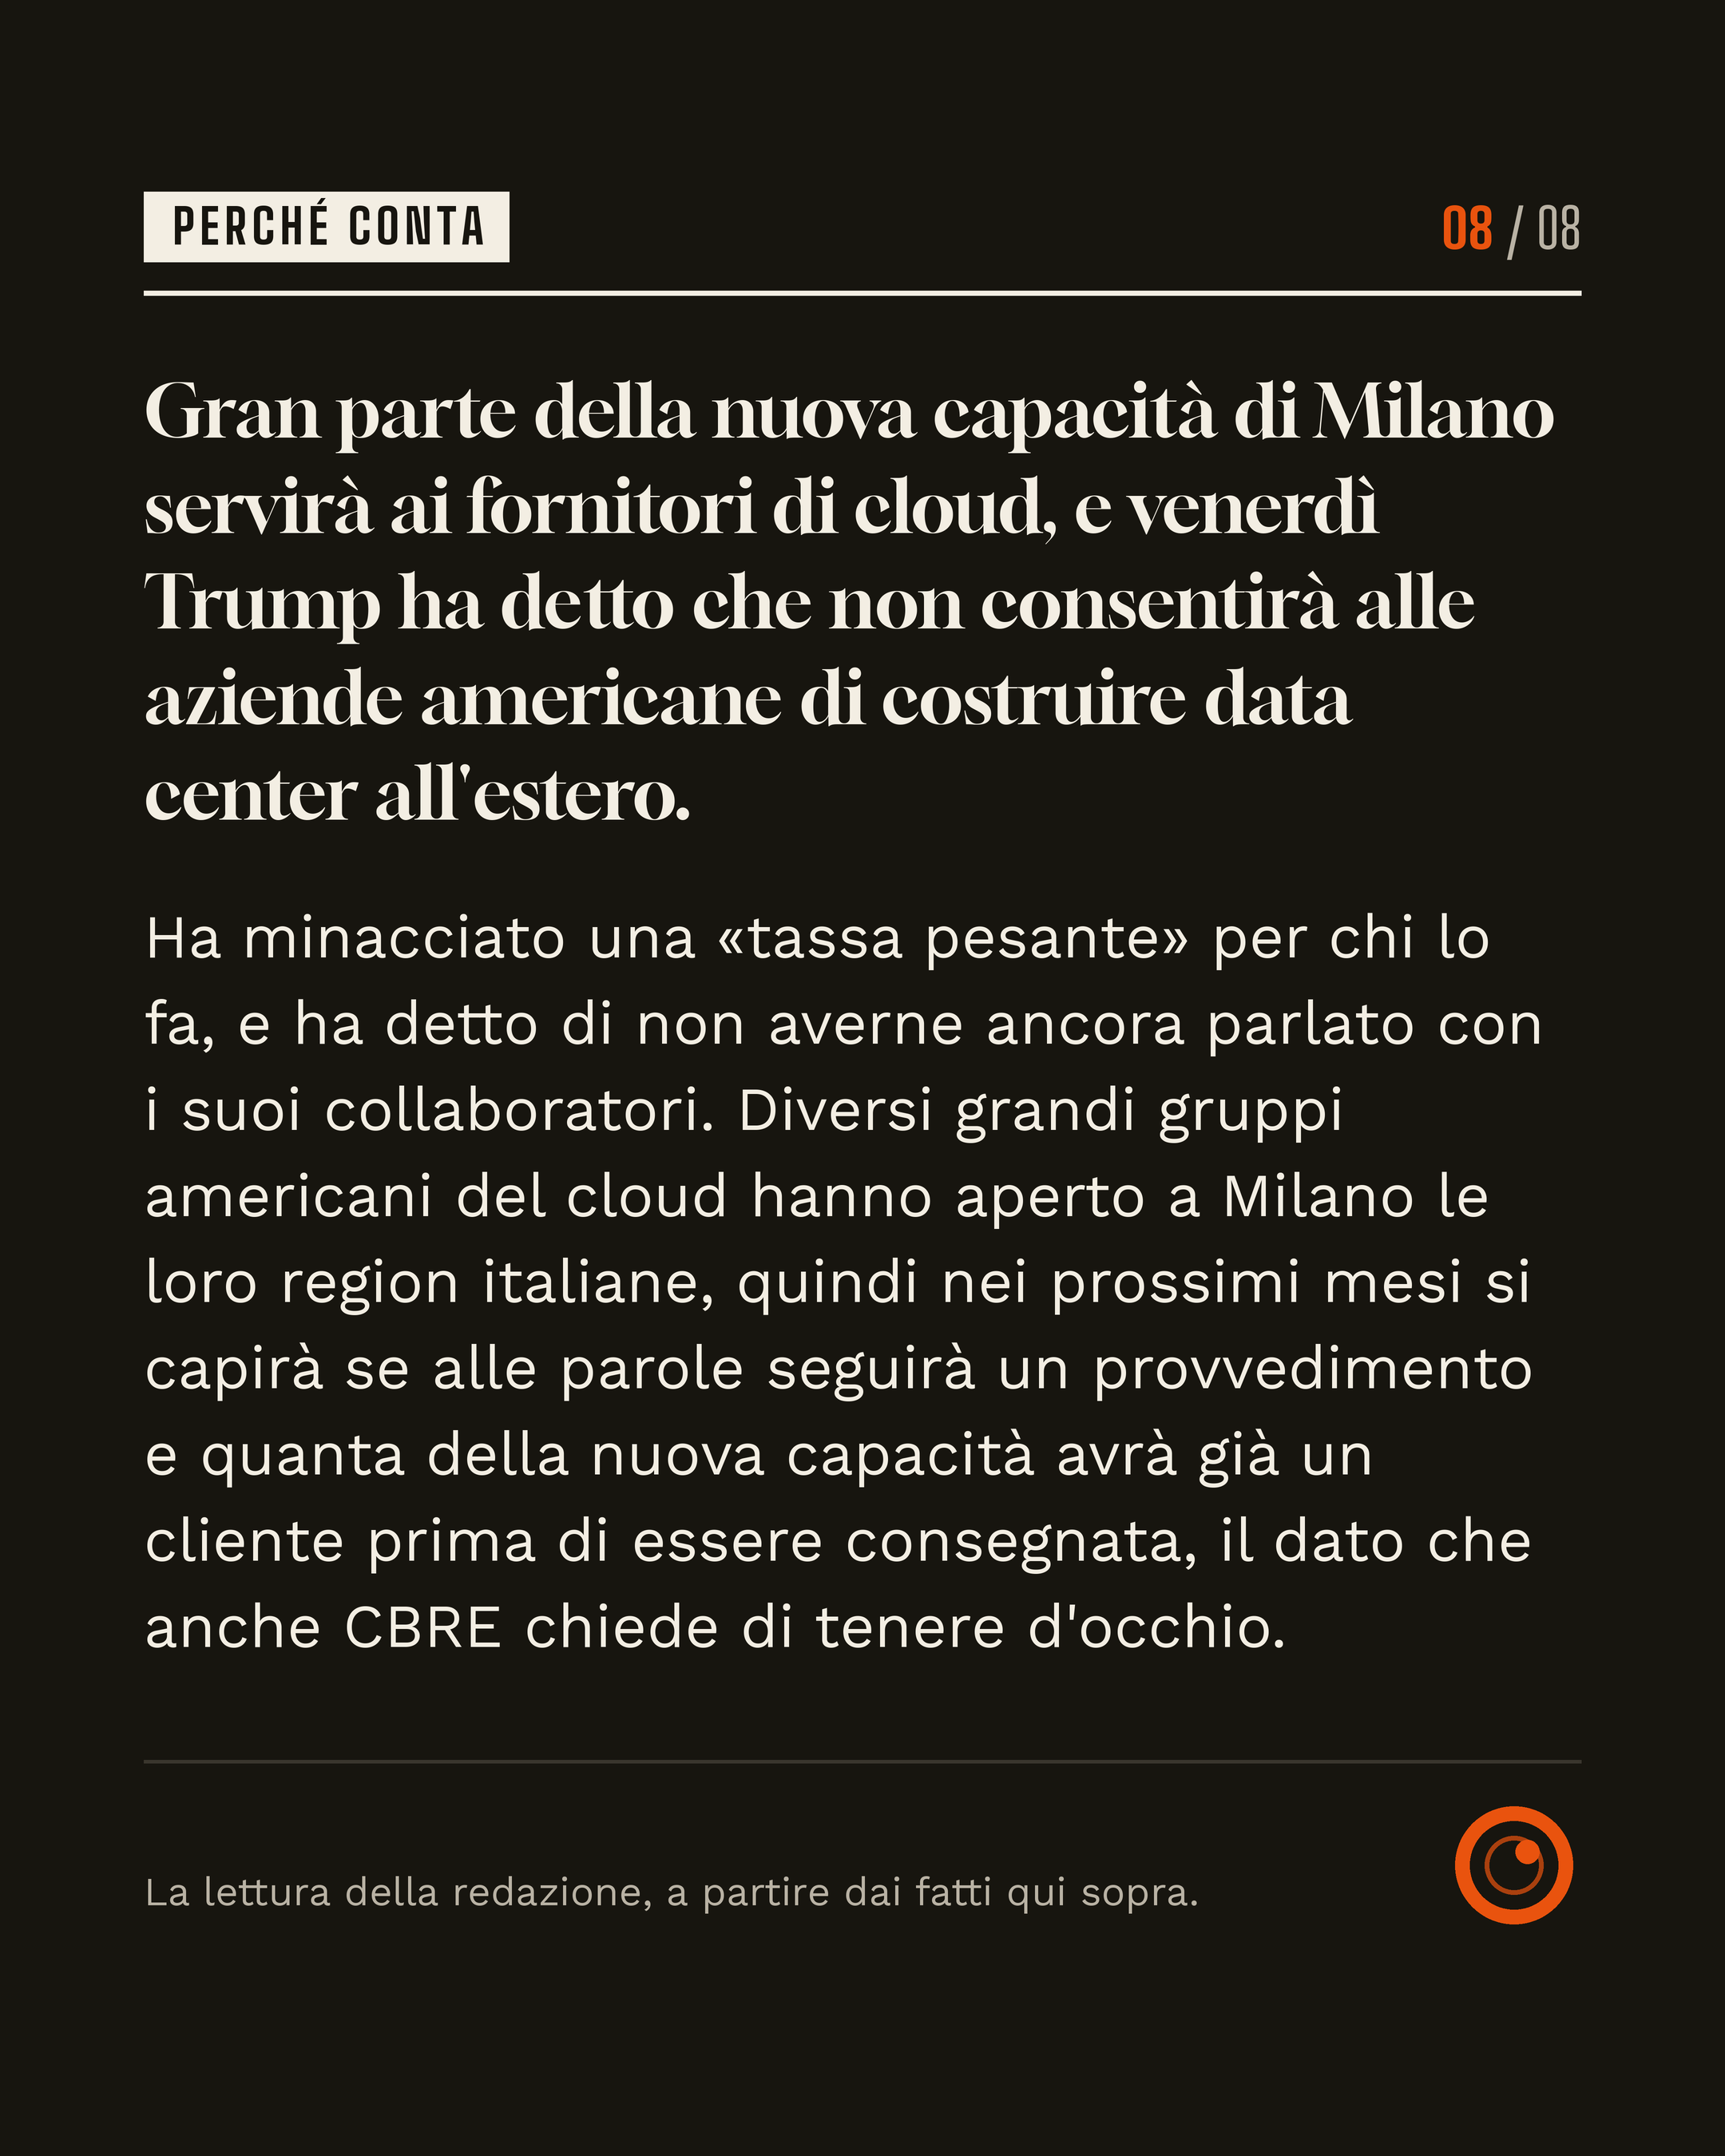 PERCHÉ CONTA
08 / 08
Gran parte della nuova capacità di Milano
servirà ai fornitori di cloud, e venerdì
Trump ha detto che non consentirà alle
aziende americane di costruire data
center all'estero.
Ha minacciato una «tassa pesante» per chi lo
fa, e ha detto di non averne ancora parlato con
i suoi collaboratori. Diversi grandi gruppi
americani del cloud hanno aperto a Milano le
loro region italiane, quindi nei prossimi mesi si
capirà se alle parole seguirà un provvedimento
e quanta della nuova capacità avrà già un
cliente prima di essere consegnata, il dato che
anche CBRE chiede di tenere d'occhio.
La lettura della redazione, a partire dai fatti qui sopra.